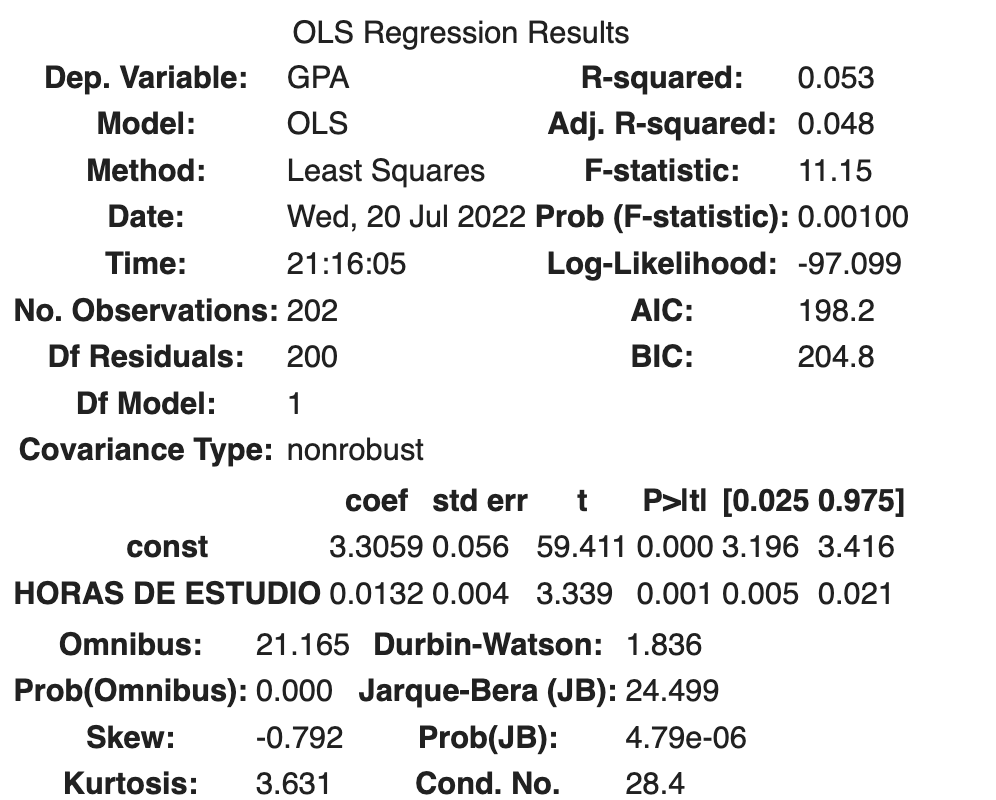 OLS Regression Results
Dep. Variable: GPA R-squared: 0.053
Model: OLS Adj. R-squared: 0.048
Method: Least Squares F-statistic: 11.15
Date: Wed, 20 Jul 2022 Prob (F-statistic): 0.00100
Time: 21:16:05 Log-Likelihood: -97.099
No. Observations: 202 AIC: 198.2
Df Residuals: 200 BIC: 204.8
Df Model: 1
Covariance Type: nonrobust
coef std err t P>|t| [0.025 0.975]
const 3.3059 0.056 59.411 0.000 3.196 3.416
HORAS DE ESTUDIO 0.0132 0.004 3.339 0.001 0.005 0.021
Omnibus: 21.165 Durbin-Watson: 1.836
Prob(Omnibus): 0.000 Jarque-Bera (JB): 24.499
Skew: -0.792 Prob(JB): 4.79e-06
Kurtosis: 3.631 Cond. No. 28.4